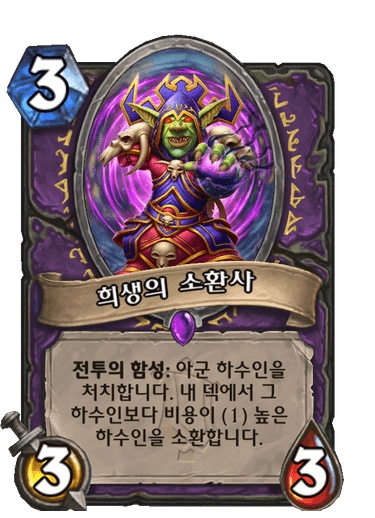 3
희생의 소환사
전투의 함성: 아군 하수인을
처치합니다. 내 덱에서 그
하수인보다 비용이 (1) 높은
하수인을 소환합니다.
3
3